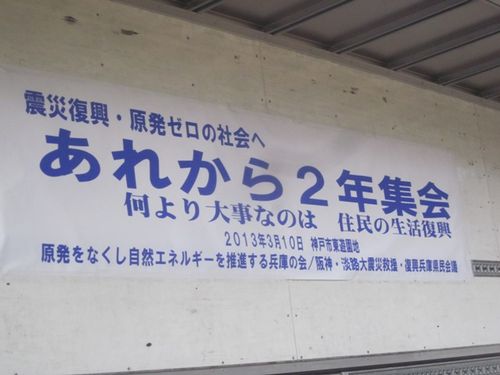 震災復興・原発ゼロの社会へ
あれから2年集会
何より大事なのは 住民の生活復興
2013年3月10日 神戸市東遊園地
原発をなくし自然エネルギーを推進する兵庫の会/阪神・淡路大震災救援・復興兵庫県民会議